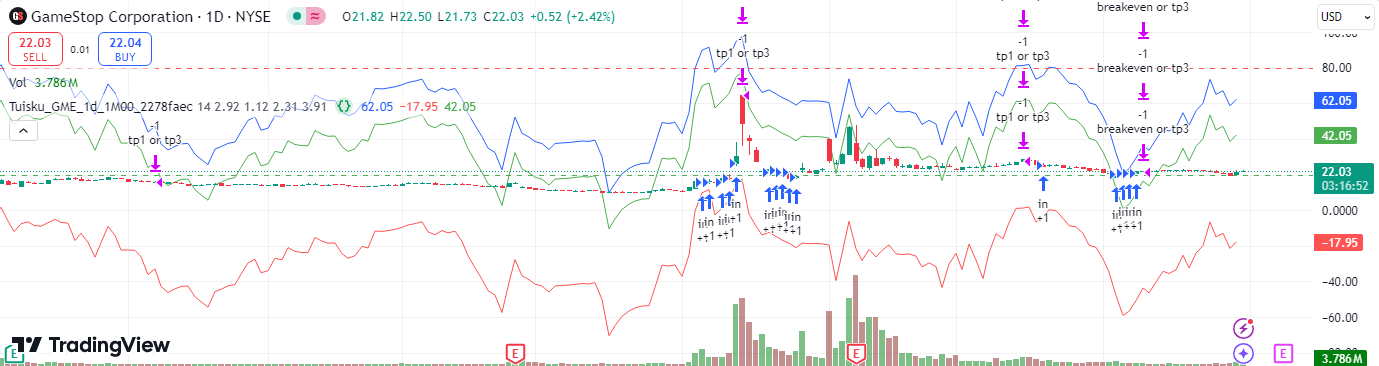 GameStop Corporation · 1D · NYSE O21.82 H22.50 L21.73 C22.03 +0.52 (+2.42%)
22.03 SELL
0.01
22.04 BUY
Vol 3.786M
Tuisku_GME_1d_1M00_2278faec 14 2.92 1.12 2.31 3.91 {} 62.05 −17.95 42.05
-1
tp1 or tp3
-1
tp1 or tp3
-1
tp1 or tp3
-1
tp1 or tp3
breakeven or tp3
-1
breakeven or tp3
-1
breakeven or tp3
in
+1
in
+1
USD
100.00
80.00
62.05
42.05
22.03
03:16:52
0.0000
−17.95
−40.00
−60.00
3.786M
E
E
E
E
TradingView